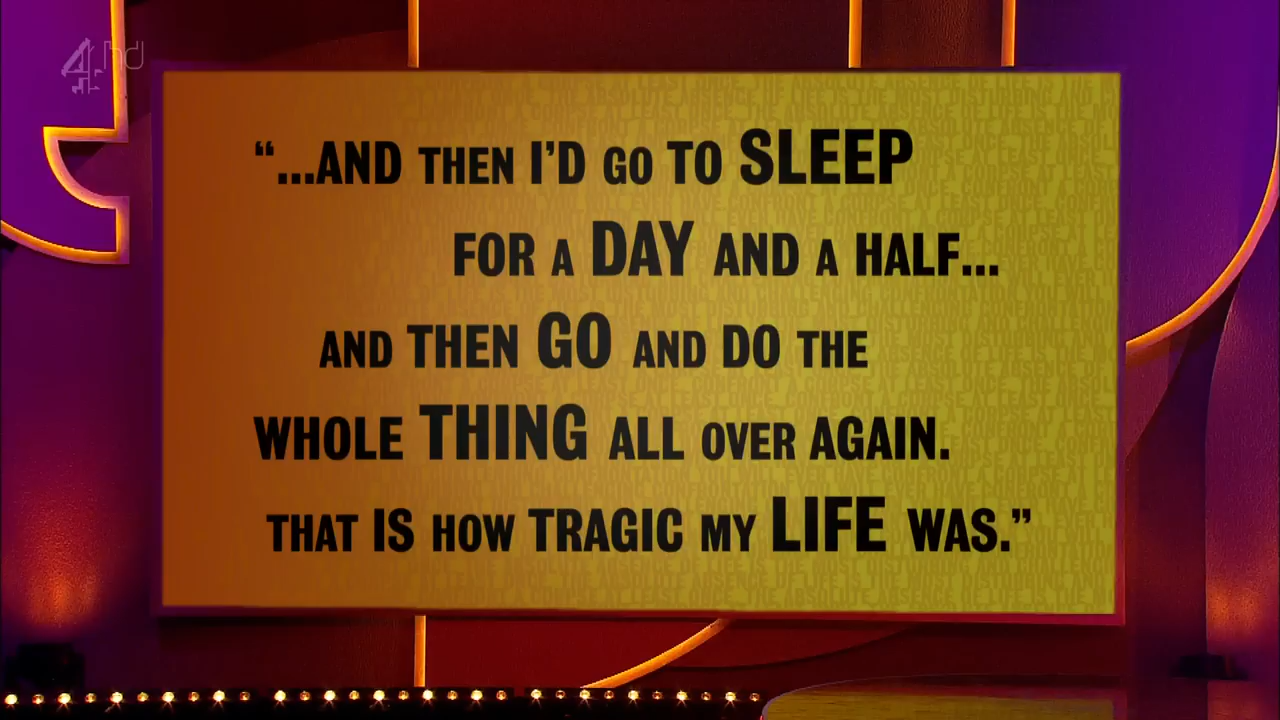 4hd
“...AND THEN I’D GO TO SLEEP
FOR A DAY AND A HALF...
AND THEN GO AND DO THE
WHOLE THING ALL OVER AGAIN.
THAT IS HOW TRAGIC MY LIFE WAS.”